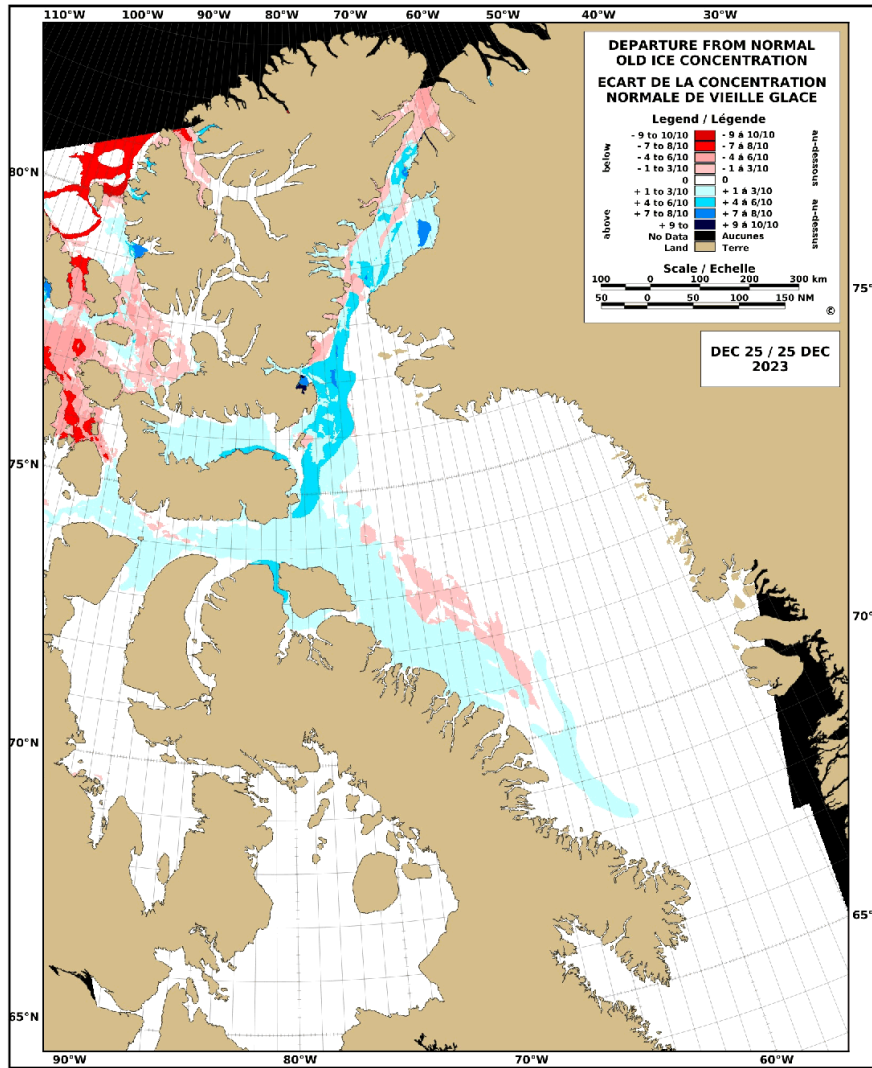 110°W 100°W 90°W 80°W 70°W 60°W 50°W 40°W 30°W
DEPARTURE FROM NORMAL
OLD ICE CONCENTRATION
ECART DE LA CONCENTRATION
NORMALE DE VIEILLE GLACE
Legend / Légende
below
- 9 to 10/10 - 9 á 10/10
- 7 to 8/10 - 7 á 8/10
- 4 to 6/10 - 4 á 6/10
- 1 to 3/10 - 1 á 3/10
au-dessous
0 0
above
+ 1 to 3/10 + 1 á 3/10
+ 4 to 6/10 + 4 á 6/10
+ 7 to 8/10 + 7 á 8/10
+ 9 to + 9 á 10/10
au-dessus
No Data Aucunes
Land Terre
Scale / Echelle
100 0 100 200 300 km
50 0 50 100 150 NM
©
DEC 25 / 25 DEC
2023
80°N
75°N
70°N
65°N
75°
70°
65°
90°W 80°W 70°W 60°W